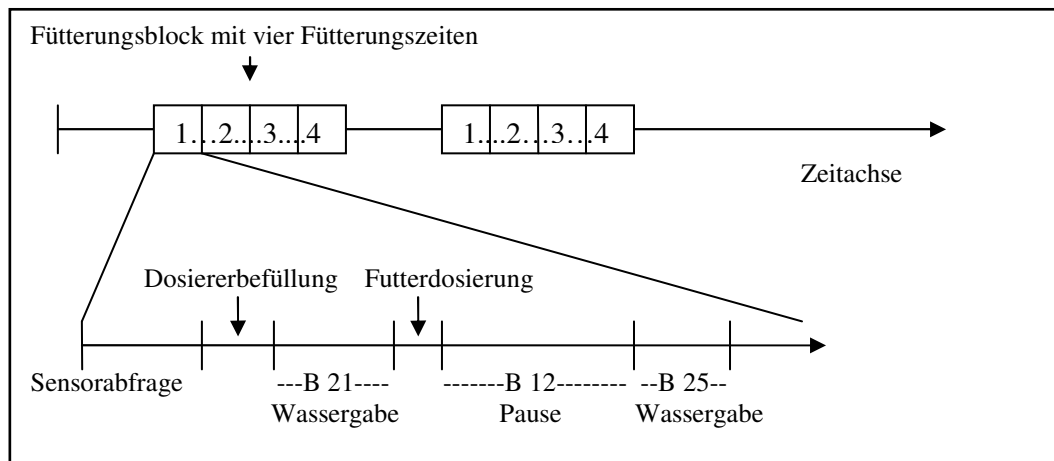 Fütterungsblock mit vier Fütterungszeiten
1…2....3....4 1....2…3…4
Zeitachse
Dosiererbefüllung Futterdosierung
Sensorabfrage ---B 21----- -------B 12-------- --B 25--
Wassergabe Pause Wassergabe